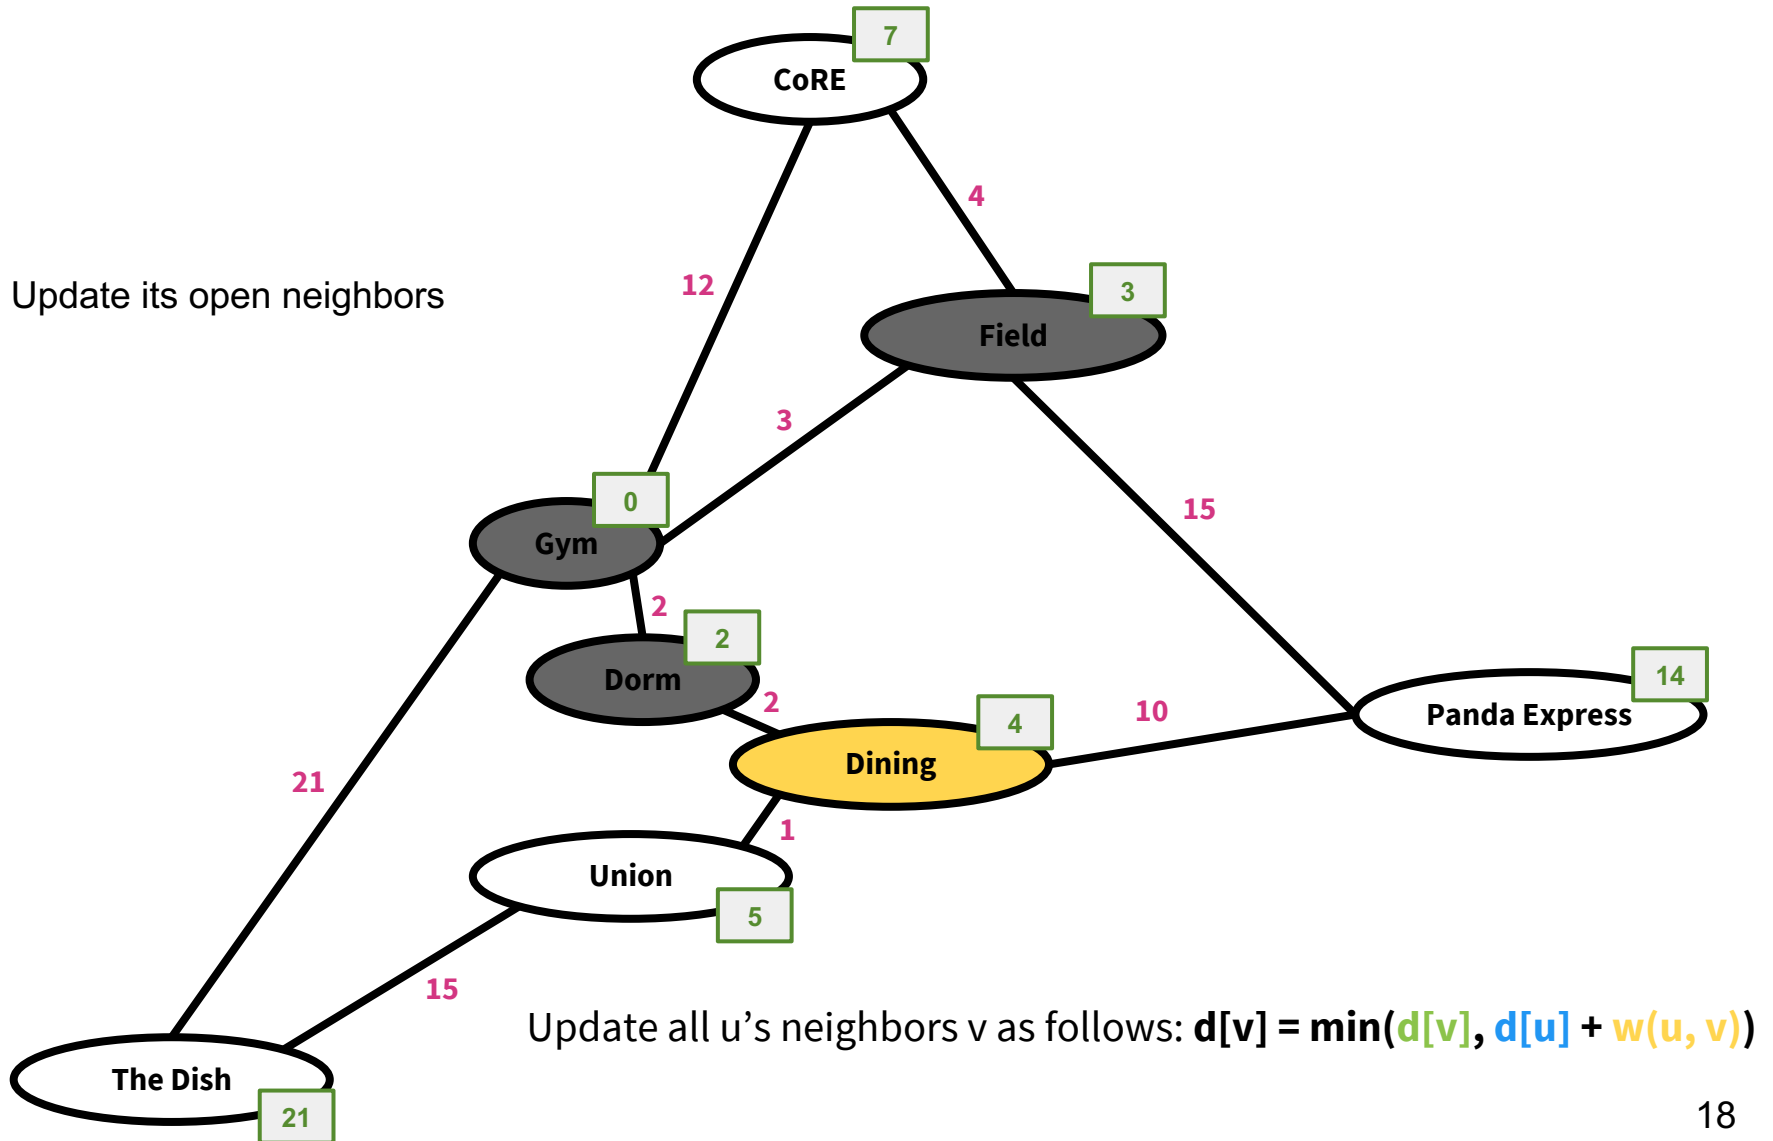 7
CoRE
4
12
Update its open neighbors
3
Field
3
15
0
Gym
2
2
Dorm
2
14
10
Panda Express
4
Dining
21
1
Union
5
15
Update all u’s neighbors v as follows: d[v] = min(d[v], d[u] + w(u, v))
The Dish
21
18